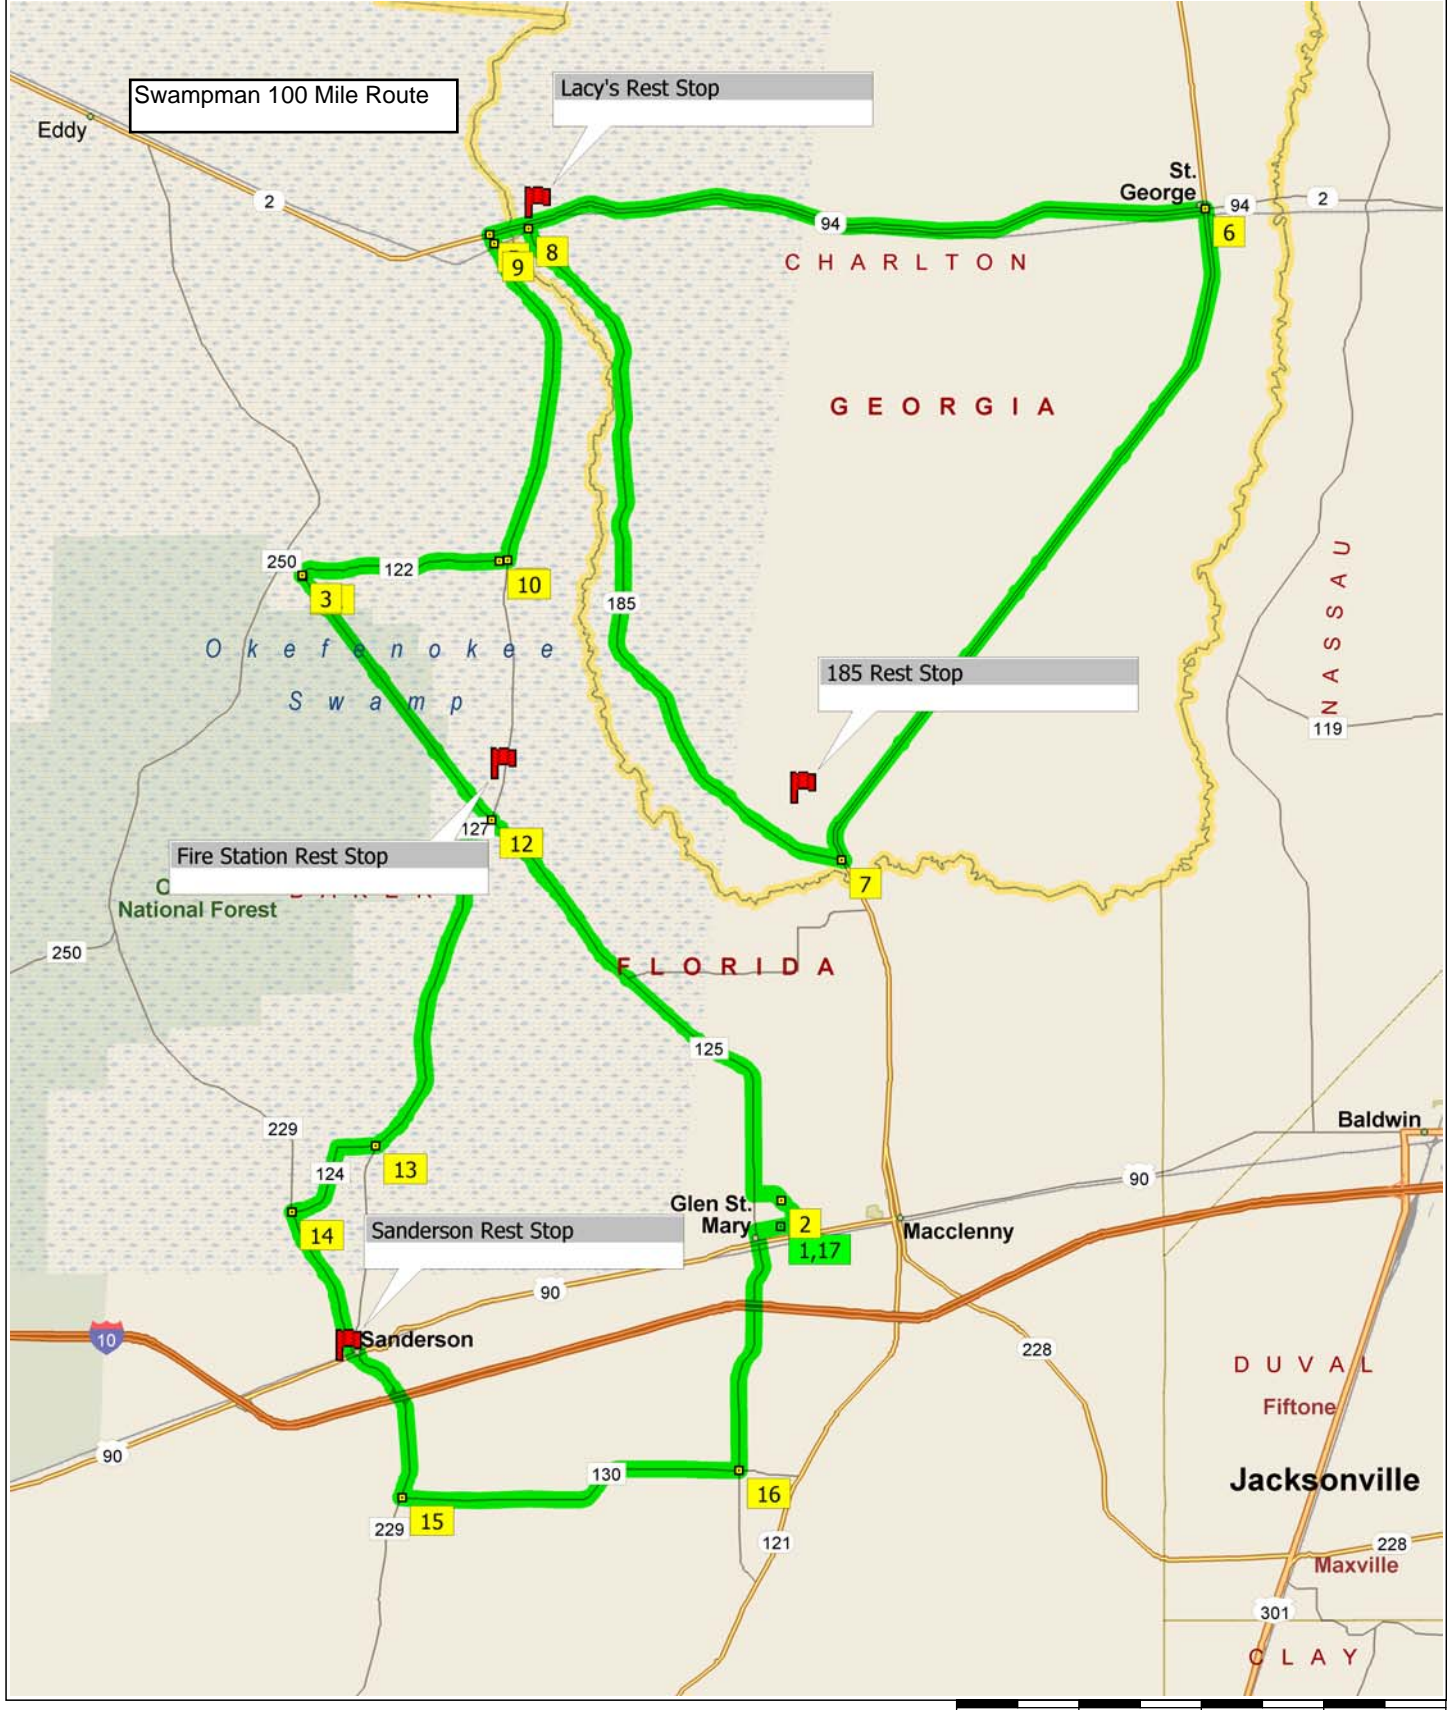 Swampman 100 Mile Route
Lacy's Rest Stop
Eddy
2
St.
George
94
2
94
6
8
9
CHARLTON
GEORGIA
250
122
10
3
185
Okefenokee
Swamp
NASSAU
185 Rest Stop
119
127
12
Fire Station Rest Stop
7
BAKER
National Forest
250
FLORIDA
125
229
Baldwin
13
124
90
14
Glen St.
Mary
2
Macclenny
1,17
Sanderson Rest Stop
90
10
Sanderson
228
DUVAL
Fiftone
90
130
Jacksonville
16
15
229
121
228
Maxville
301
CLAY